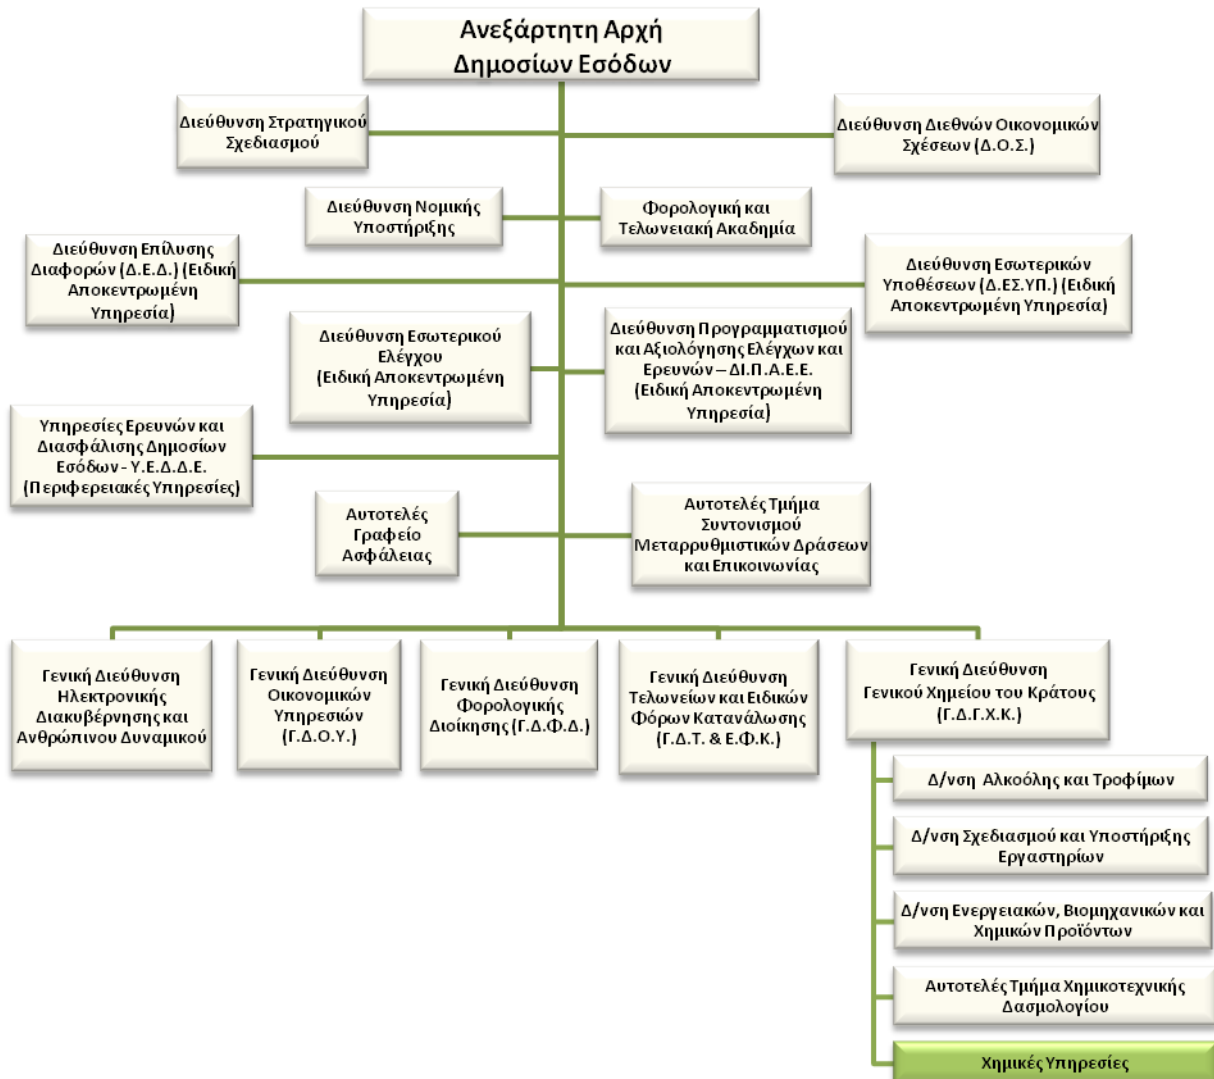 Ανεξάρτητη Αρχή
Δημοσίων Εσόδων
Διεύθυνση Στρατηγικού
Σχεδιασμού
Διεύθυνση Διεθνών Οικονομικών
Σχέσεων (Δ.Ο.Σ.)
Διεύθυνση Νομικής
Υποστήριξης
Φορολογική και
Τελωνειακή Ακαδημία
Διεύθυνση Επίλυσης
Διαφορών (Δ.Ε.Δ.) (Ειδική
Αποκεντρωμένη
Υπηρεσία)
Διεύθυνση Εσωτερικών
Υποθέσεων (Δ.ΕΣ.ΥΠ.) (Ειδική
Αποκεντρωμένη Υπηρεσία)
Διεύθυνση Εσωτερικού
Ελέγχου
(Ειδική Αποκεντρωμένη
Υπηρεσία)
Διεύθυνση Προγραμματισμού
και Αξιολόγησης Ελέγχων και
Ερευνών – ΔΙ.Π.Α.Ε.Ε.
(Ειδική Αποκεντρωμένη
Υπηρεσία)
Υπηρεσίες Ερευνών και
Διασφάλισης Δημοσίων
Εσόδων - Υ.Ε.Δ.Δ.Ε.
(Περιφερειακές Υπηρεσίες)
Αυτοτελές
Γραφείο
Ασφάλειας
Αυτοτελές Τμήμα
Συντονισμού
Μεταρρυθμιστικών Δράσεων
και Επικοινωνίας
Γενική Διεύθυνση
Ηλεκτρονικής
Διακυβέρνησης και
Ανθρώπινου Δυναμικού
Γενική Διεύθυνση
Οικονομικών
Υπηρεσιών
(Γ.Δ.Ο.Υ.)
Γενική Διεύθυνση
Φορολογικής
Διοίκησης (Γ.Δ.Φ.Δ.)
Γενική Διεύθυνση
Τελωνείων και Ειδικών
Φόρων Κατανάλωσης
(Γ.Δ.Τ. & Ε.Φ.Κ.)
Γενική Διεύθυνση
Γενικού Χημείου του Κράτους
(Γ.Δ.Γ.Χ.Κ.)
Δ/νση Αλκοόλης και Τροφίμων
Δ/νση Σχεδιασμού και Υποστήριξης
Εργαστηρίων
Δ/νση Ενεργειακών, Βιομηχανικών και
Χημικών Προϊόντων
Αυτοτελές Τμήμα Χημικοτεχνικής
Δασμολογίου
Χημικές Υπηρεσίες